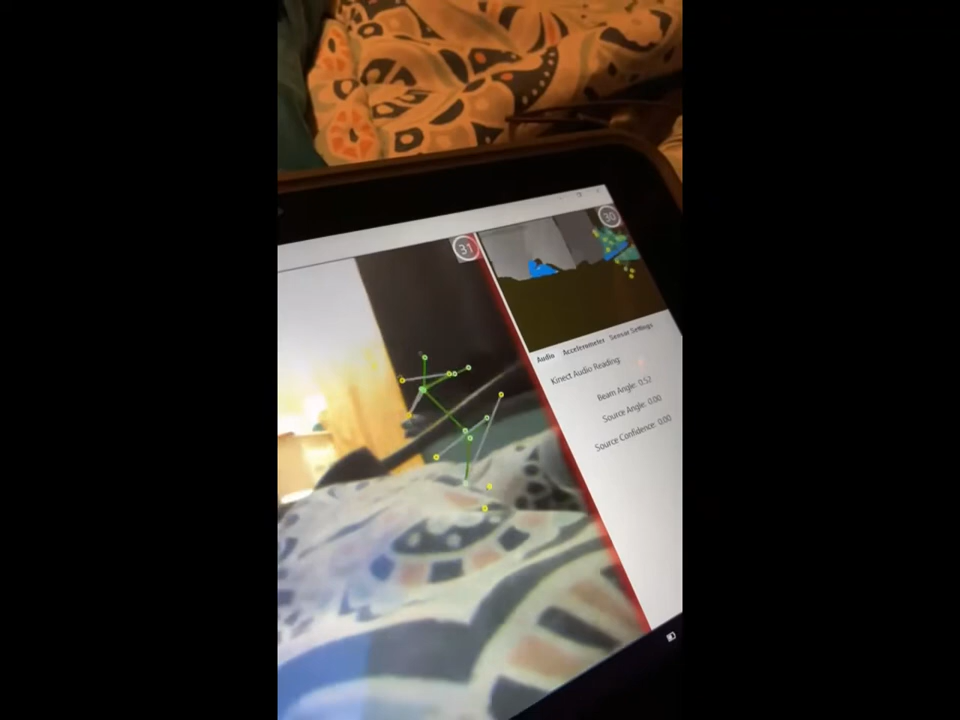 31
30
Audio Accelerometer Sensor Settings
Kinect Audio Reading
Beam Angle: 0.52
Source Angle: 0.00
Source Confidence: 0.00